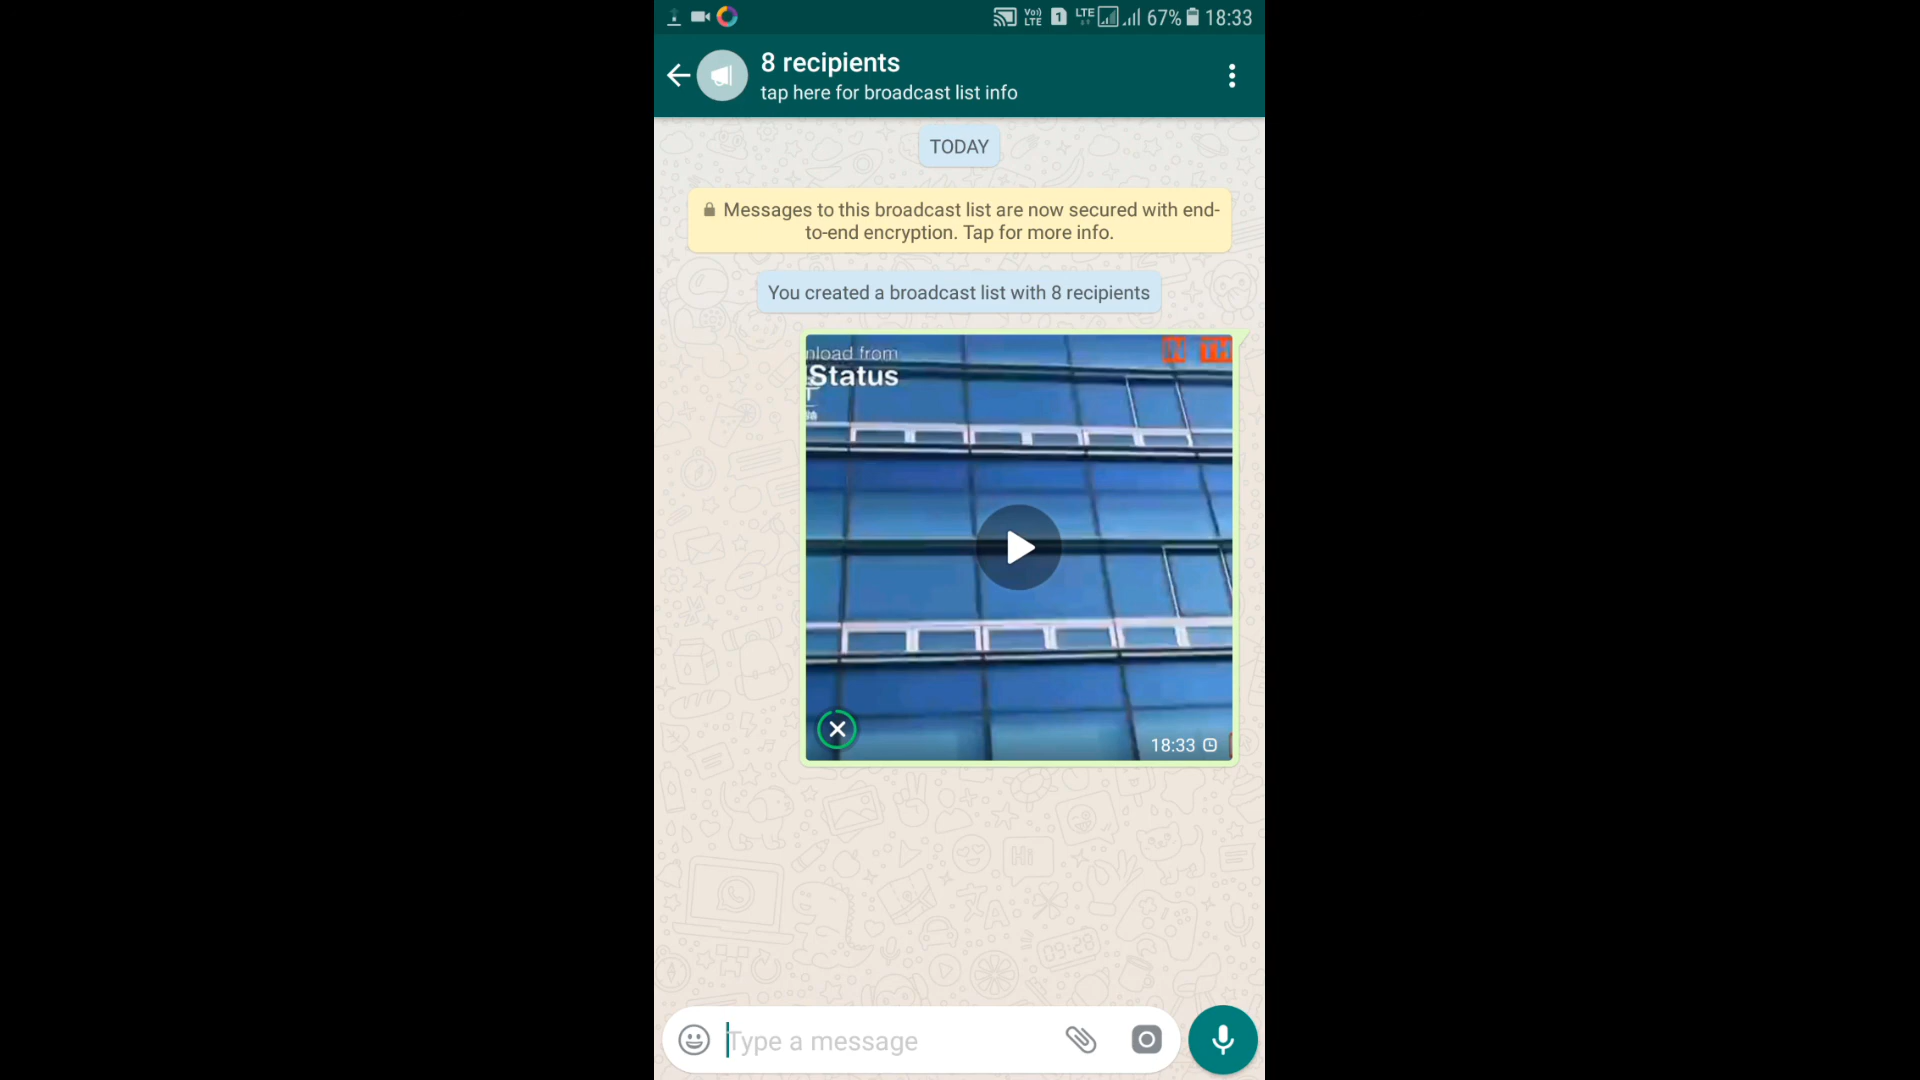 67% 18:33
8 recipients
tap here for broadcast list info
TODAY
Messages to this broadcast list are now secured with end-
to-end encryption. Tap for more info.
You created a broadcast list with 8 recipients
nload from
Status
TH
18:33
Type a message